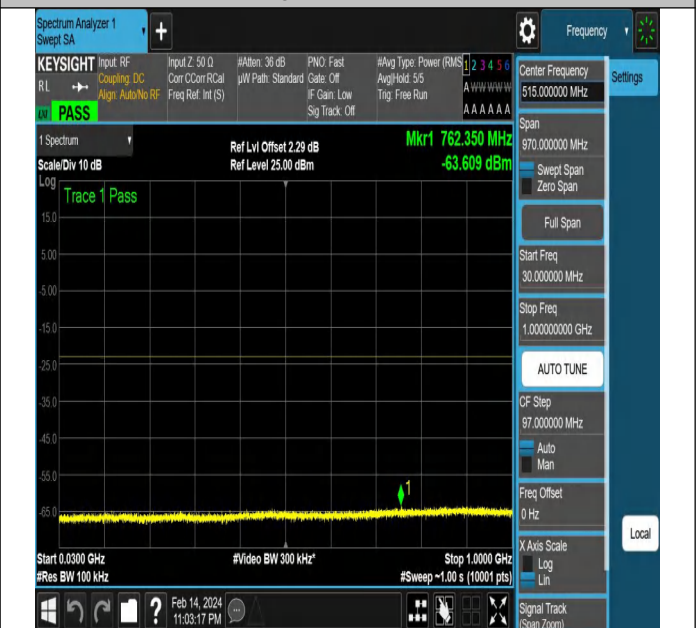 Spectrum Analyzer 1
Swept SA
Frequency
KEYSIGHT
RL
PASS
Input: RF
Coupling: DC
Align: Auto/No RF
Input Z: 50 Ω
Corr CCorr RCal
Freq Ref: Int (S)
#Atten: 36 dB
µW Path: Standard
PNO: Fast
Gate: Off
IF Gain: Low
Sig Track: Off
#Avg Type: Power (RMS
Avg|Hold: 5/5
Trig: Free Run
1 2 3 4 5 6
A W W W W W
A A A A A A
1 Spectrum
Scale/Div 10 dB
Ref Lvl Offset 2.29 dB
Ref Level 25.00 dBm
Mkr1 762.350 MHz
-63.609 dBm
Log
Trace 1 Pass
15.0
5.00
-5.00
-15.0
-25.0
-35.0
-45.0
-55.0
-65.0
1
Start 0.0300 GHz
#Res BW 100 kHz
#Video BW 300 kHz*
Stop 1.0000 GHz
#Sweep ~1.00 s (10001 pts)
Feb 14, 2024
11:03:17 PM
Center Frequency
515.000000 MHz
Settings
Span
970.000000 MHz
Swept Span
Zero Span
Full Span
Start Freq
30.000000 MHz
Stop Freq
1.000000000 GHz
AUTO TUNE
CF Step
97.000000 MHz
Auto
Man
Freq Offset
0 Hz
Local
X Axis Scale
Log
Lin
Signal Track
(Span Zoom)